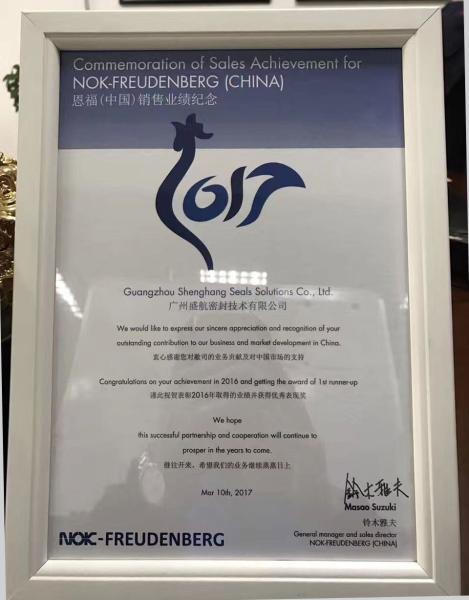 Commemoration of Sales Achievement for
NOK-FREUDENBERG (CHINA)
恩福(中国)销售业绩纪念
2017
Guangzhou Shenghang Seals Solutions Co., Ltd.
广州盛航密封技术有限公司
We would like to express our sincere appreciation and recognition of your
outstanding contribution to our business and market development in China.
衷心感谢您对敝司的业务贡献及对中国市场的支持
Congratulations on your achievement in 2016 and getting the award of 1st runner-up
谨此祝贺表彰2016年取得的业绩并获得优秀表现奖
We hope
this successful partnership and cooperation will continue to
prosper in the years to come.
继往开来，希望我们的业务继续蒸蒸日上
Mar 10th, 2017
鈴木雅夫
Masao Suzuki
铃木雅夫
General manager and sales director
NOK-FREUDENBERG (CHINA)
NOK-FREUDENBERG